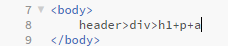 7 ▼ <body>
8 header>div>h1+p+a
9 </body>